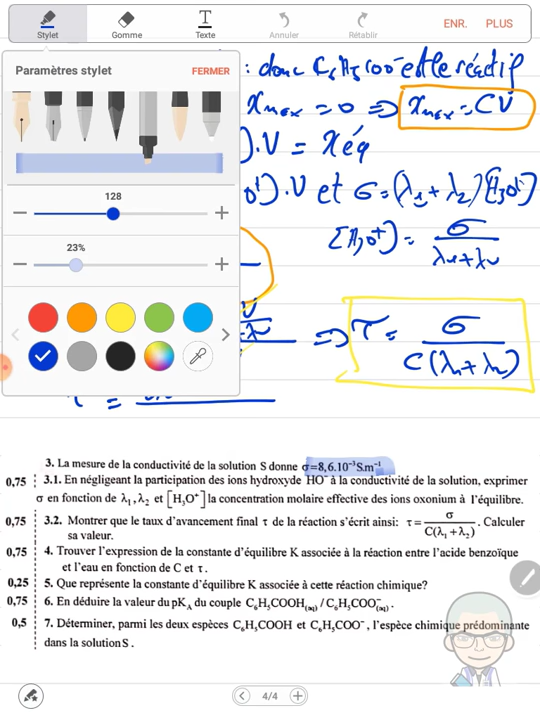 Stylet Gomme Texte Annuler Rétablir ENR. PLUS
Paramètres stylet FERMER
128
23%
: donc C₆H₅COO⁻ est le réactif
xmax = 0 ⇒ xmax = CV
).V = xéq
).V et σ = (λ₁ + λ₂)[H₃O⁺]
[H₃O⁺] = σ / λ₁ + λ₂
⇒ τ = σ / C(λ₁ + λ₂)
τ =
3. La mesure de la conductivité de la solution S donne σ=8,6.10⁻³S.m⁻¹
0,75 3.1. En négligeant la participation des ions hydroxyde HO⁻ à la conductivité de la solution, exprimer
σ en fonction de λ₁,λ₂ et [H₃O⁺] la concentration molaire effective des ions oxonium à l'équilibre.
0,75 3.2. Montrer que le taux d'avancement final τ de la réaction s'écrit ainsi: τ = σ / C(λ₁ + λ₂) . Calculer
sa valeur.
0,75 4. Trouver l'expression de la constante d'équilibre K associée à la réaction entre l'acide benzoïque
et l'eau en fonction de C et τ.
0,25 5. Que représente la constante d'équilibre K associée à cette réaction chimique?
0,75 6. En déduire la valeur du pK_A du couple C₆H₅COOH₍aq₎ / C₆H₅COO⁻₍aq₎ .
0,5 7. Déterminer, parmi les deux espèces C₆H₅COOH et C₆H₅COO⁻, l'espèce chimique prédominante
dans la solution S .
4/4